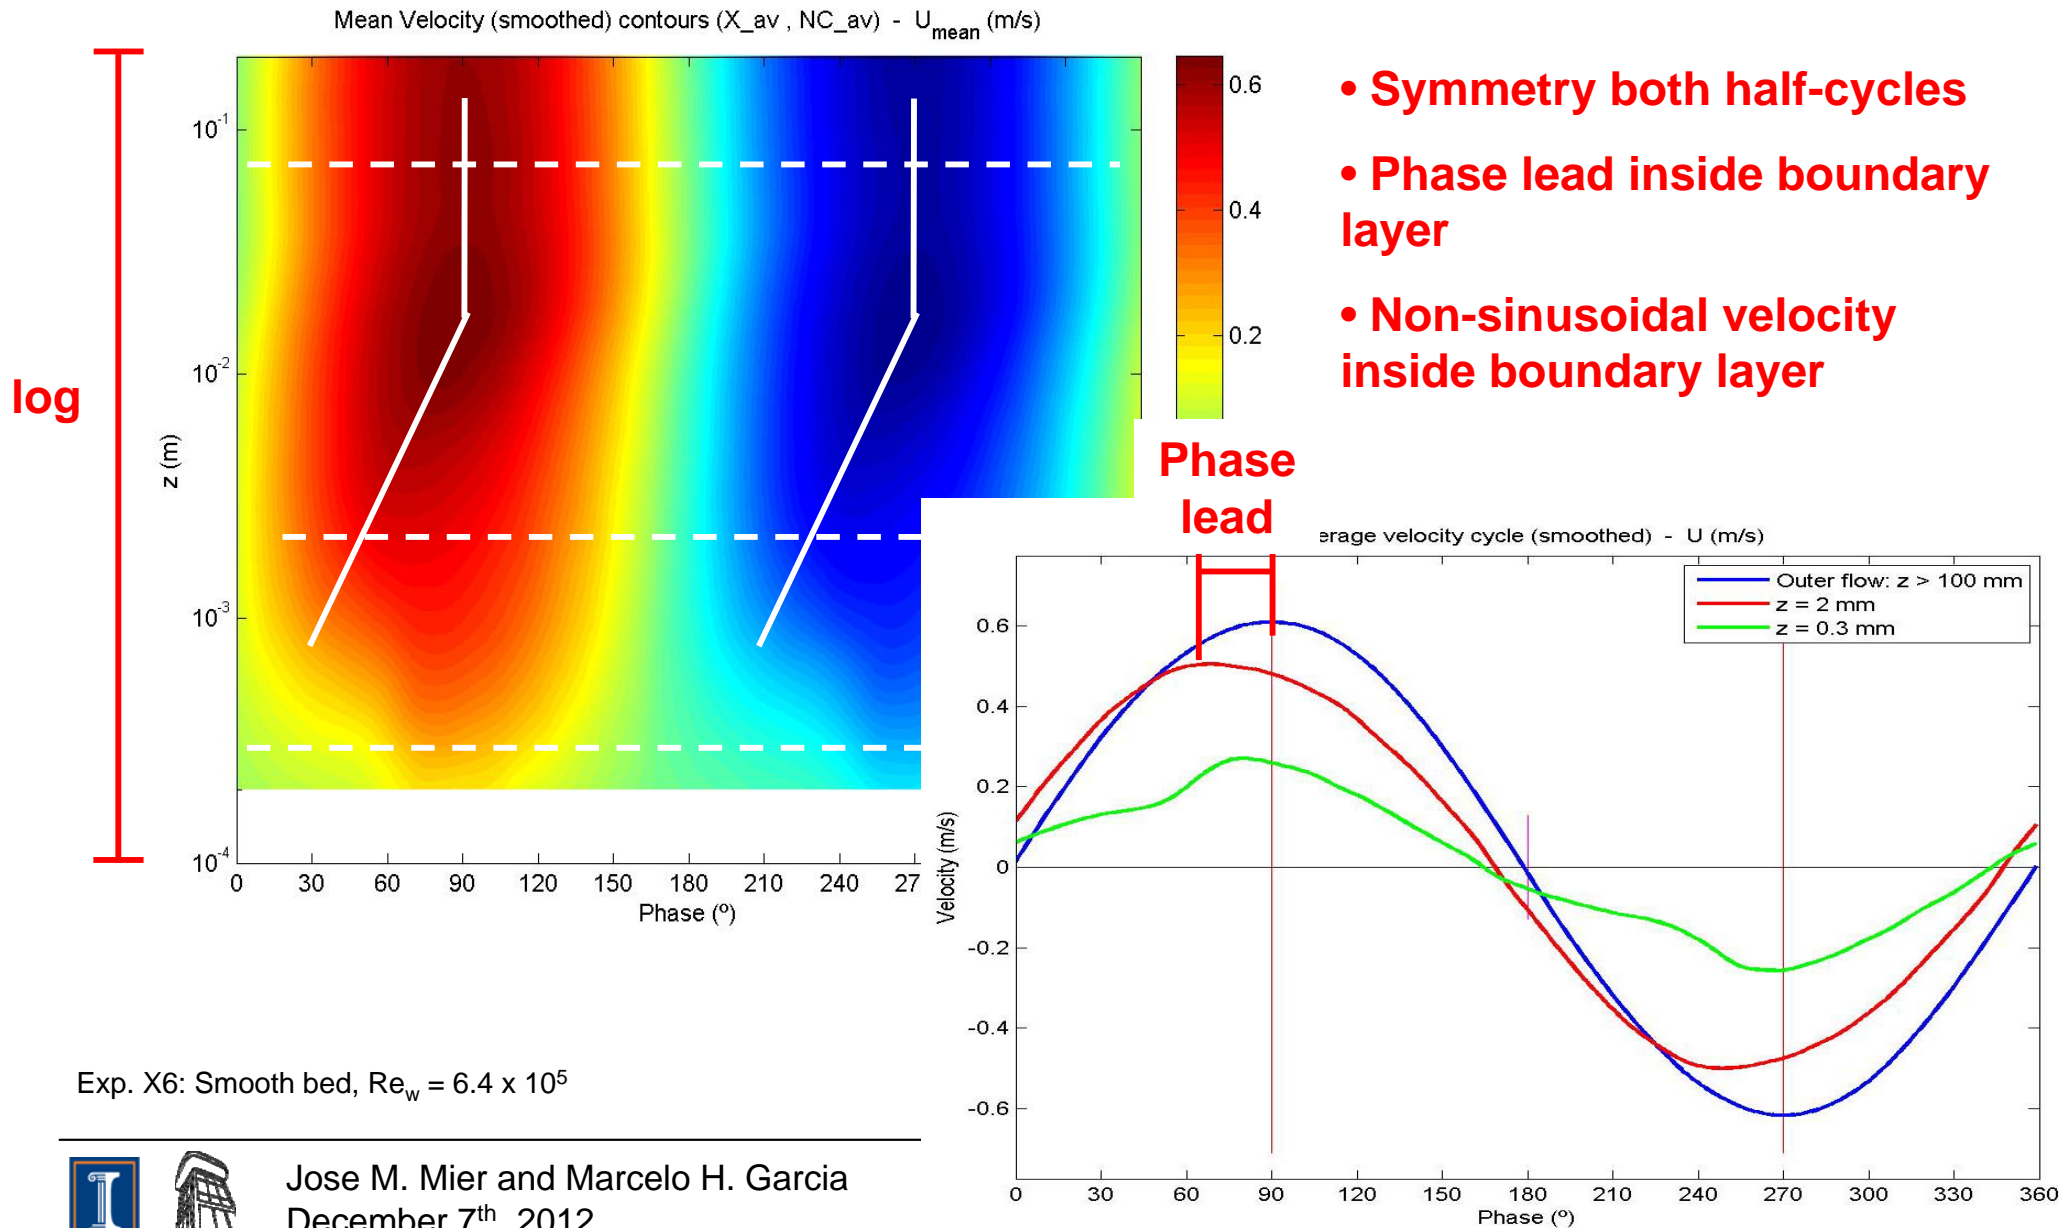 Mean Velocity (smoothed) contours (X_av , NC_av) - U_mean (m/s)
log
z (m)
10^-1
10^-2
10^-3
10^-4
0 30 60 90 120 150 180 210 240 27
Phase (º)
0.6
0.4
0.2
• Symmetry both half-cycles
• Phase lead inside boundary
layer
• Non-sinusoidal velocity
inside boundary layer
Phase
lead
erage velocity cycle (smoothed) - U (m/s)
Outer flow: z > 100 mm
z = 2 mm
z = 0.3 mm
Velocity (m/s)
0.6
0.4
0.2
0
-0.2
-0.4
-0.6
0 30 60 90 120 150 180 210 240 270 300 330 360
Phase (º)
Exp. X6: Smooth bed, Re_w = 6.4 x 10^5
Jose M. Mier and Marcelo H. Garcia
December 7th, 2012